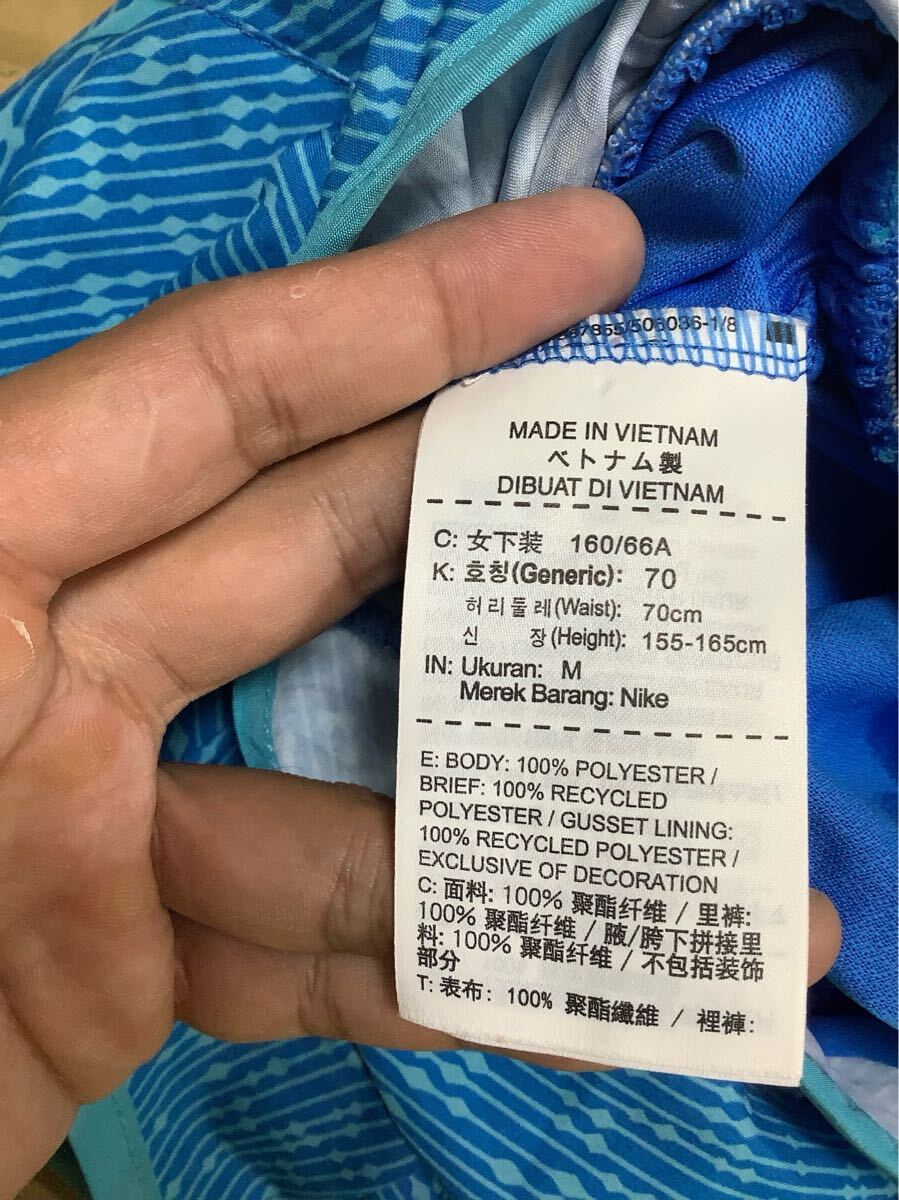 7855/506036-1/8
MADE IN VIETNAM
ベトナム製
DIBUAT DI VIETNAM
C: 女下装 160/66A
K: 호칭(Generic): 70
허리둘레(Waist): 70cm
신 장(Height): 155-165cm
IN: Ukuran: M
Merek Barang: Nike
E: BODY: 100% POLYESTER /
BRIEF: 100% RECYCLED
POLYESTER / GUSSET LINING:
100% RECYCLED POLYESTER /
EXCLUSIVE OF DECORATION
C: 面料: 100% 聚酯纤维 / 里裤:
100% 聚酯纤维 / 腋/胯下拼接里
料: 100% 聚酯纤维 / 不包括装饰
部分
T: 表布: 100% 聚酯纖維 / 裡褲: